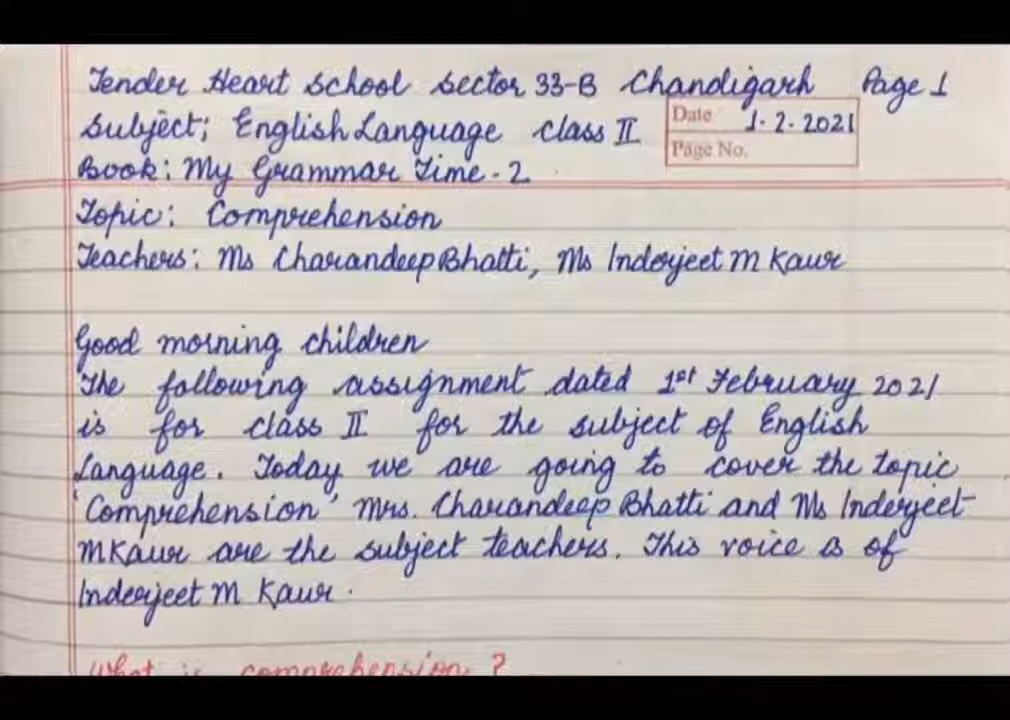 Tender Heart School Sector 33-B Chandigarh Page 1
Subject: English Language class II
Date 1.2.2021
Page No.
Book: My Grammar Time-2
Topic: Comprehension
Teachers: Ms Charandeep Bhatti, Ms Inderjeet M Kaur
Good morning children
The following assignment dated 1st February 2021
is for class II for the subject of English
Language. Today we are going to cover the topic
'Comprehension' Mrs. Charandeep Bhatti and Ms Inderjeet
M Kaur are the subject teachers. This voice is of
Inderjeet M Kaur.
What is comprehension?